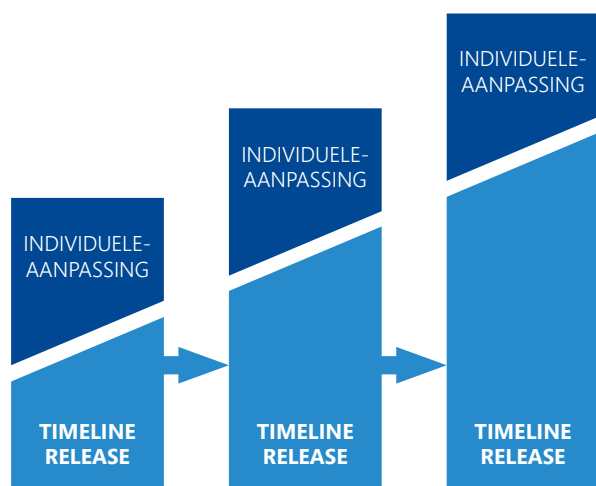 INDIVIDUELE-
AANPASSING
TIMELINE
RELEASE
INDIVIDUELE-
AANPASSING
TIMELINE
RELEASE
INDIVIDUELE-
AANPASSING
TIMELINE
RELEASE